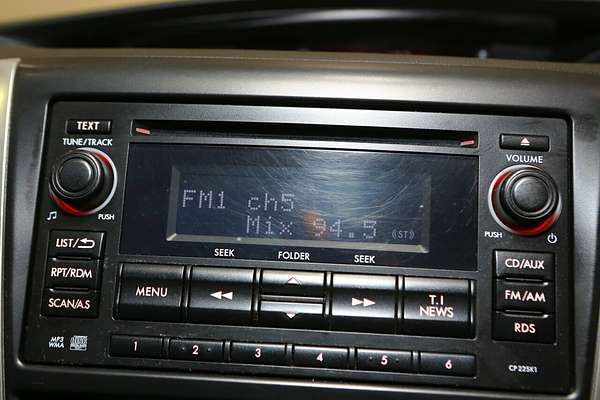 TEXT
TUNE/TRACK
PUSH
LIST/
RPT/RDM
SCAN/A.S
MP3
WMA
FM1 ch5
Mix 94.5 (ST)
SEEK FOLDER SEEK
MENU
T.I
NEWS
1 2 3 4 5 6
VOLUME
PUSH
CD/AUX
FM/AM
RDS
CP225K1